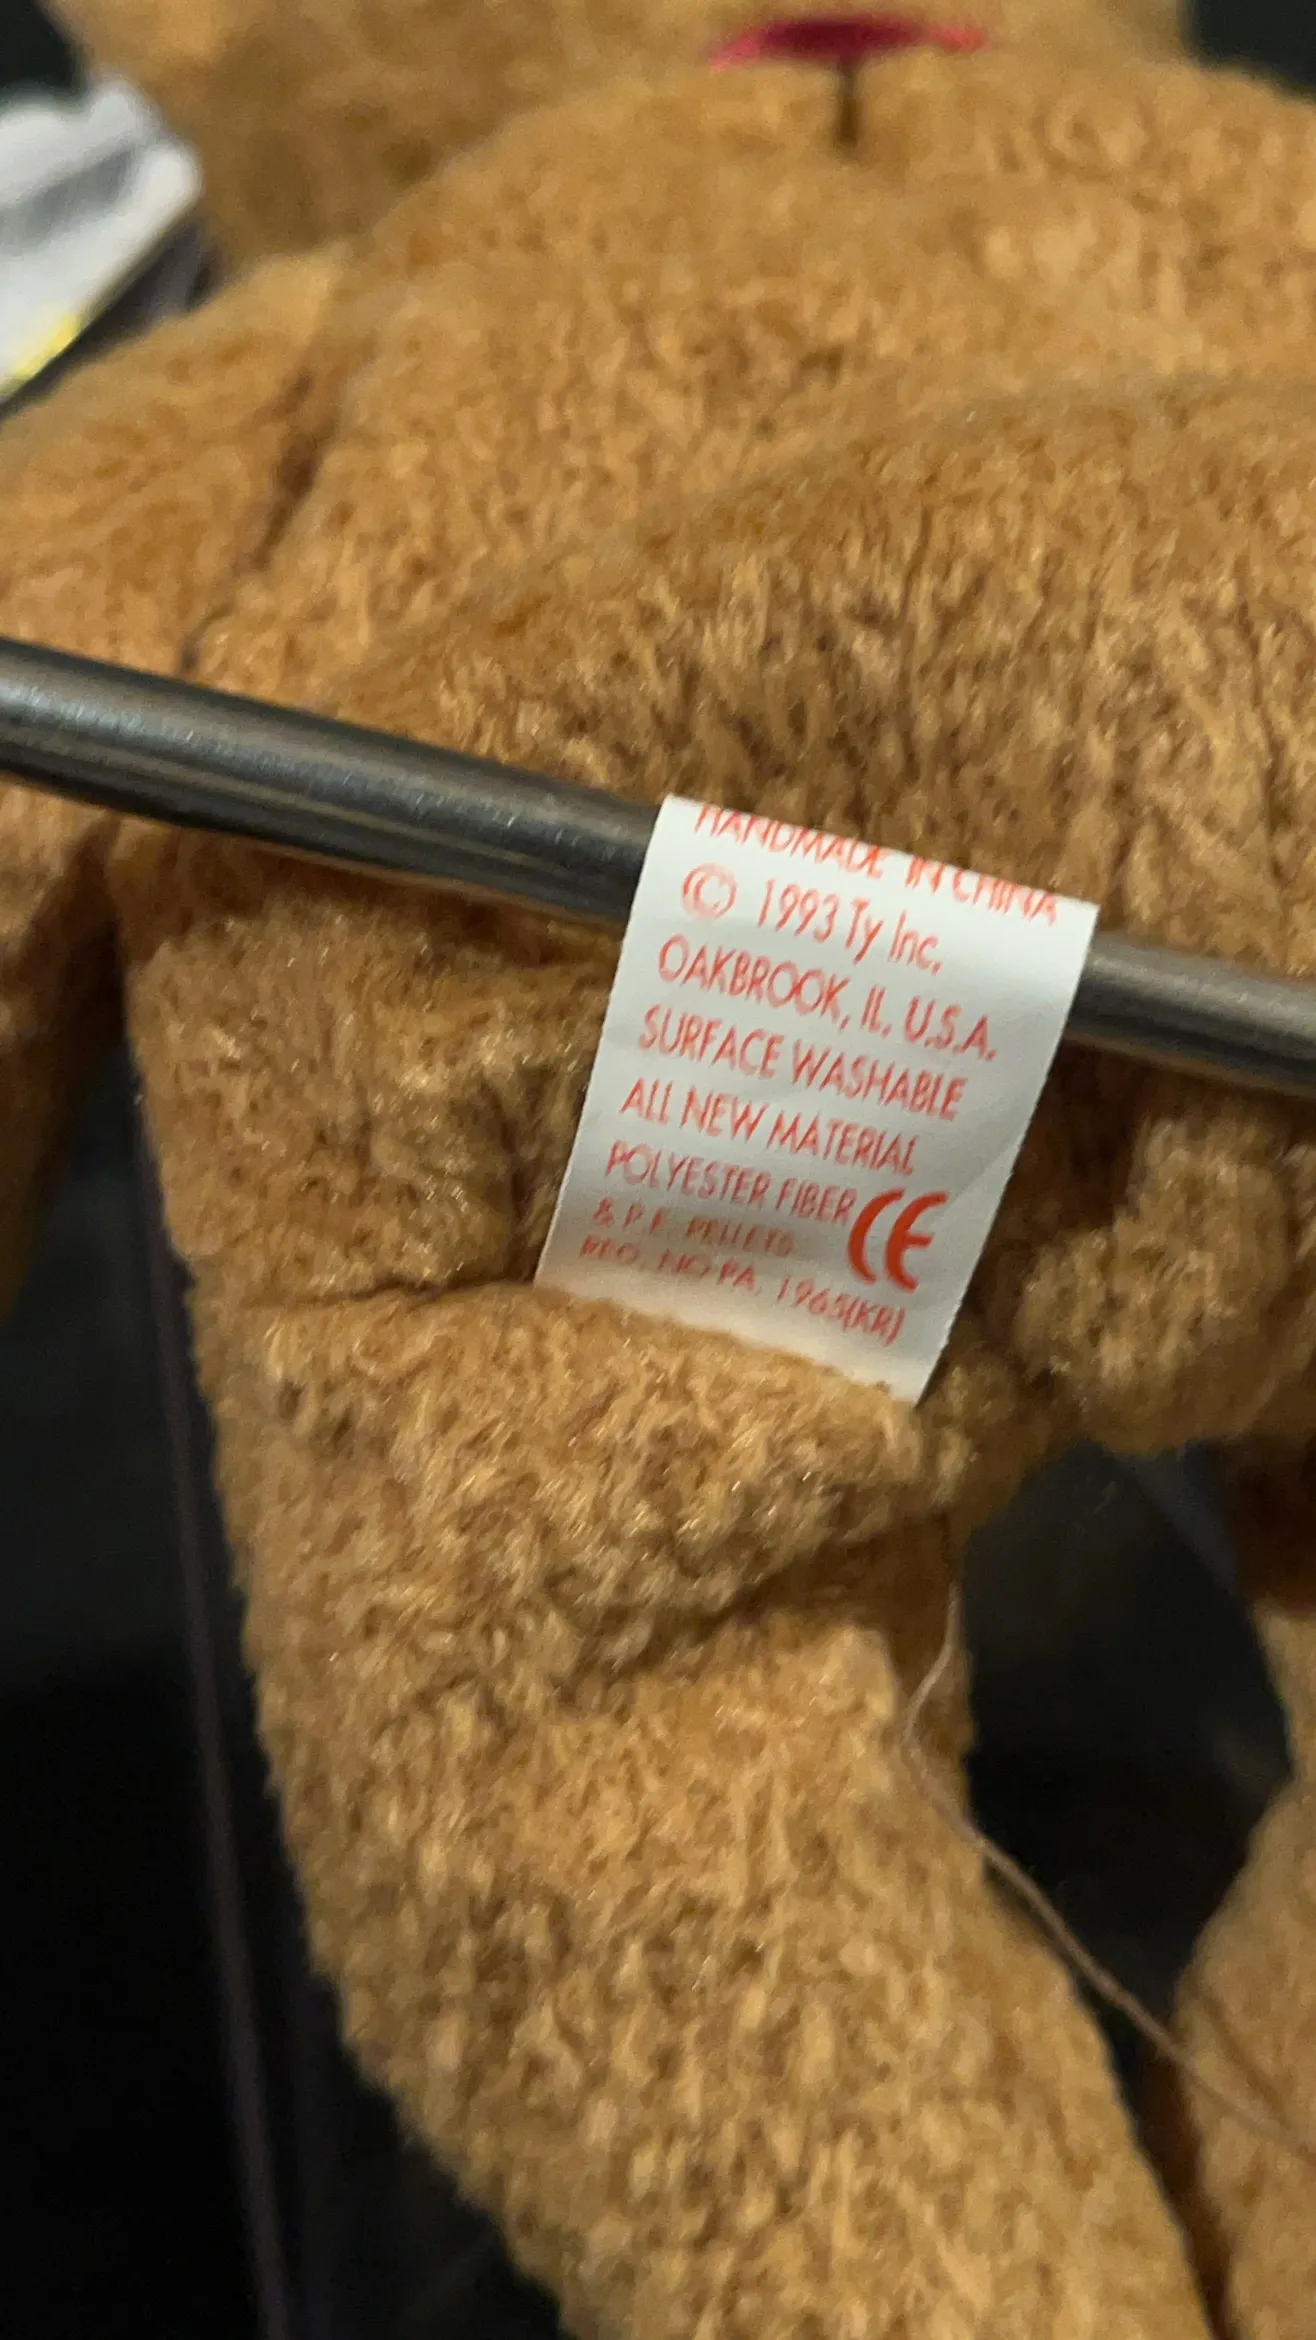 HANDMADE IN CHINA
© 1993 Ty Inc.
OAKBROOK, IL. U.S.A.
SURFACE WASHABLE
ALL NEW MATERIAL
POLYESTER FIBER
& P.E. PELLETS
CE
REG. NO PA. 1965(KR)